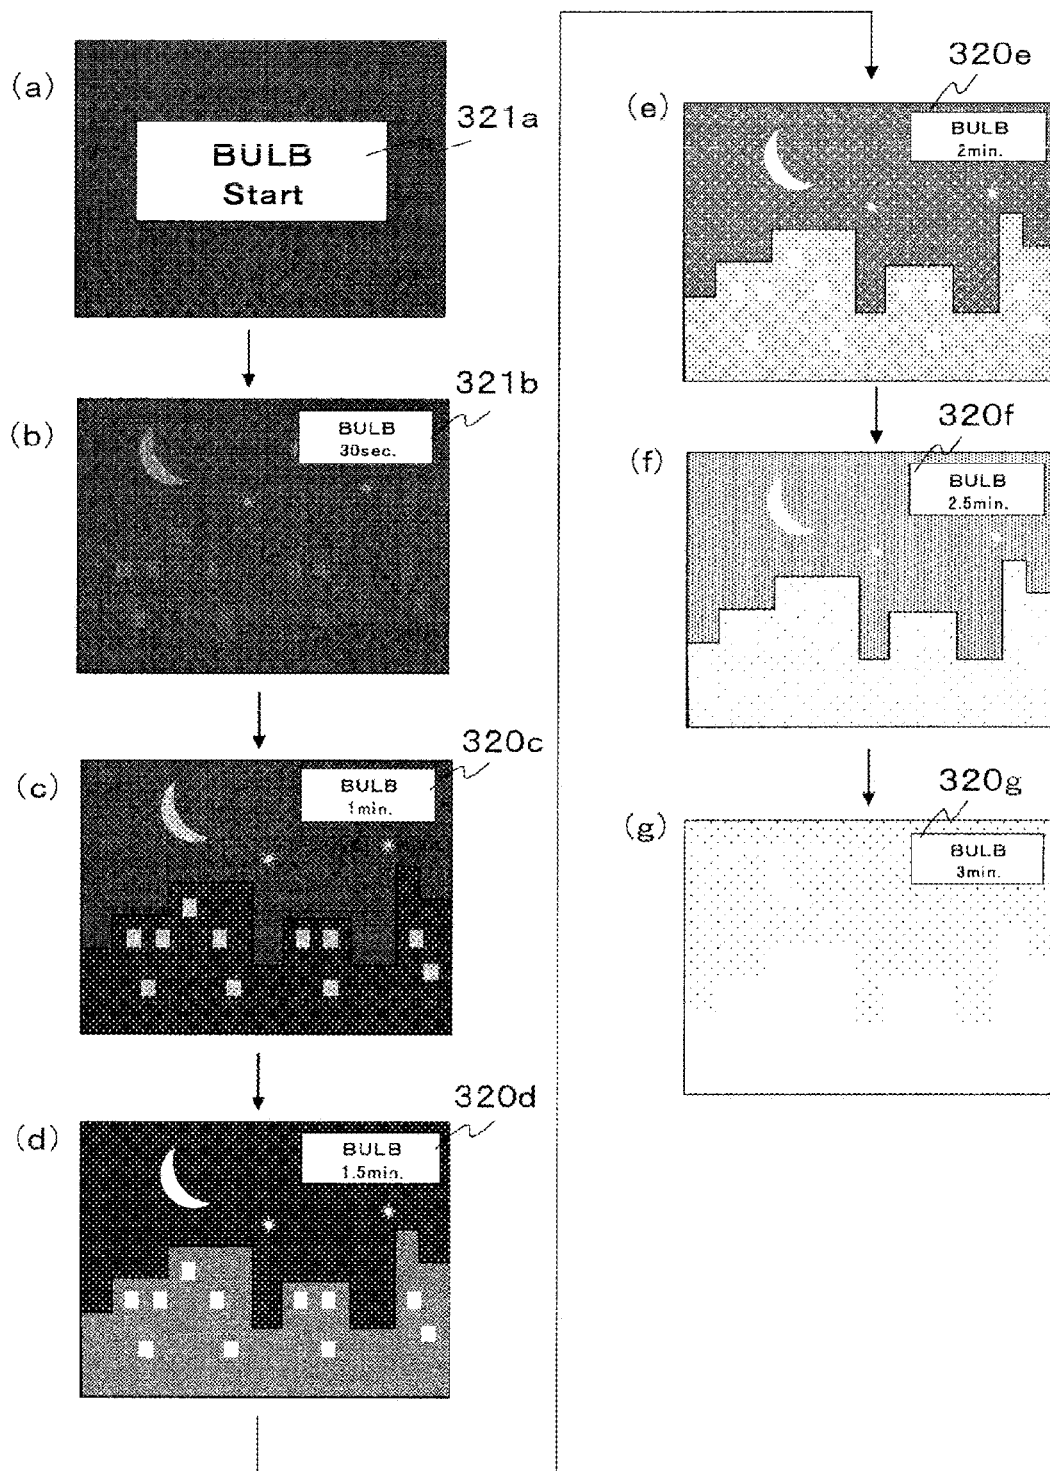 (a)
321a
BULB
Start
(b)
321b
BULB
30sec.
(c)
320c
BULB
1min.
(d)
320d
BULB
1.5min.
(e)
320e
BULB
2min.
(f)
320f
BULB
2.5min.
(g)
320g
BULB
3min.